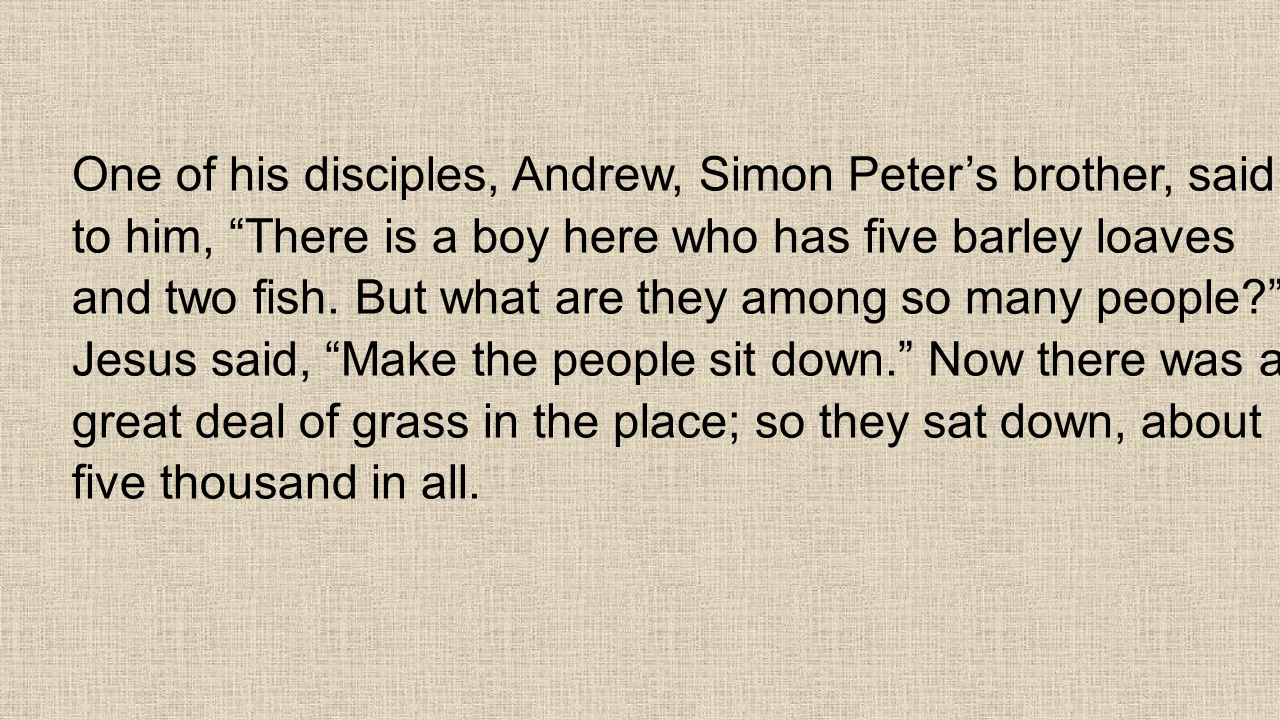 One of his disciples, Andrew, Simon Peter’s brother, said
to him, “There is a boy here who has five barley loaves
and two fish. But what are they among so many people?”
Jesus said, “Make the people sit down.” Now there was a
great deal of grass in the place; so they sat down, about
five thousand in all.